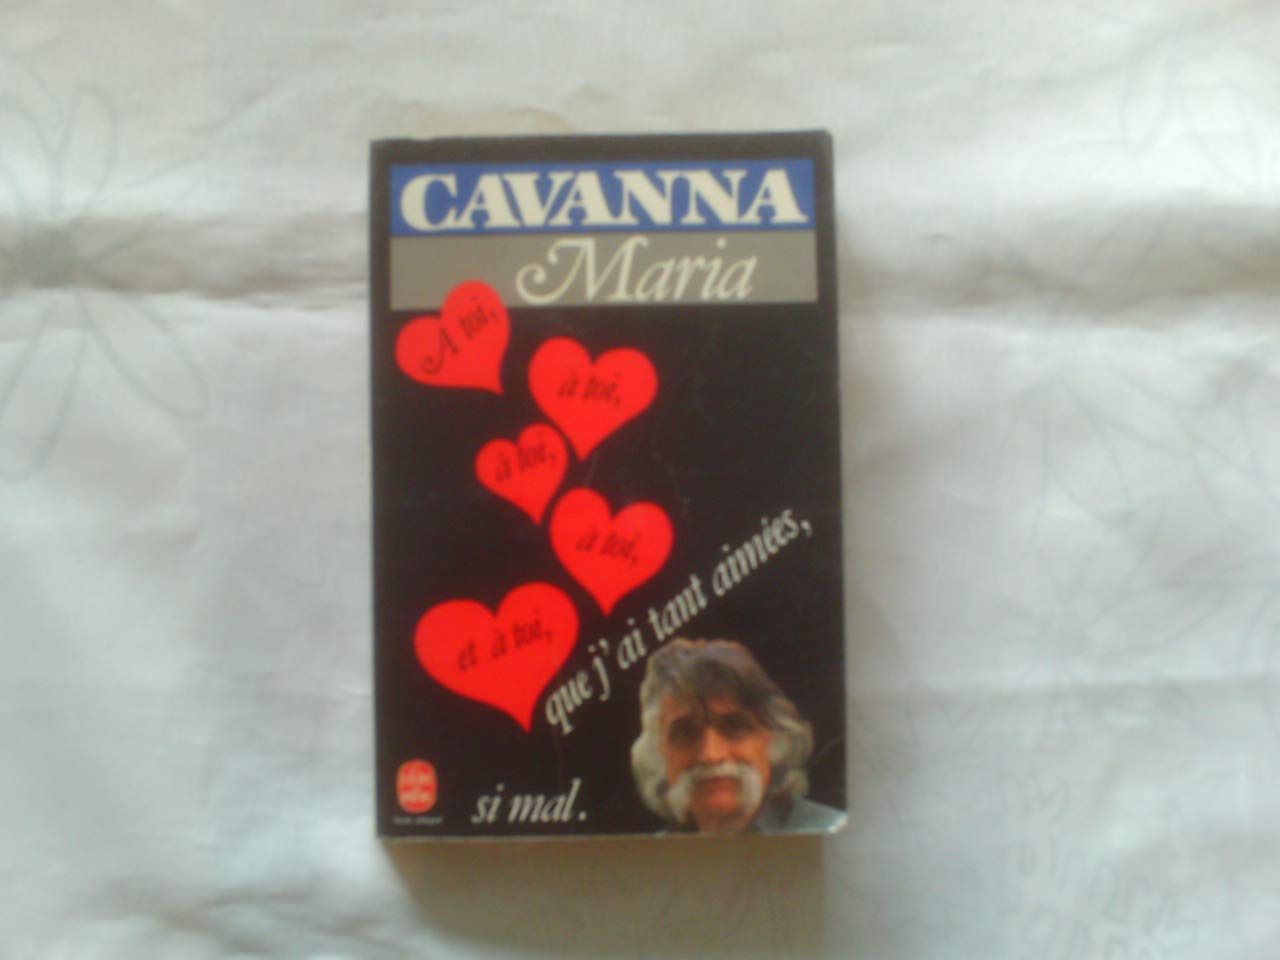 CAVANNA
Maria
A toi,
à toi,
à toi,
à toi,
et à toi,
que j'ai tant aimées,
si mal.